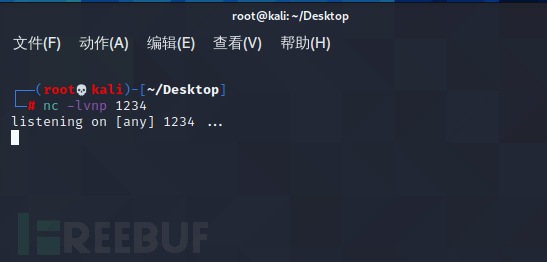 root@kali: ~/Desktop
文件(F) 动作(A) 编辑(E) 查看(V) 帮助(H)
┌──(root💀kali)-[~/Desktop]
└─# nc -lvnp 1234
listening on [any] 1234 ...
FREEBUF